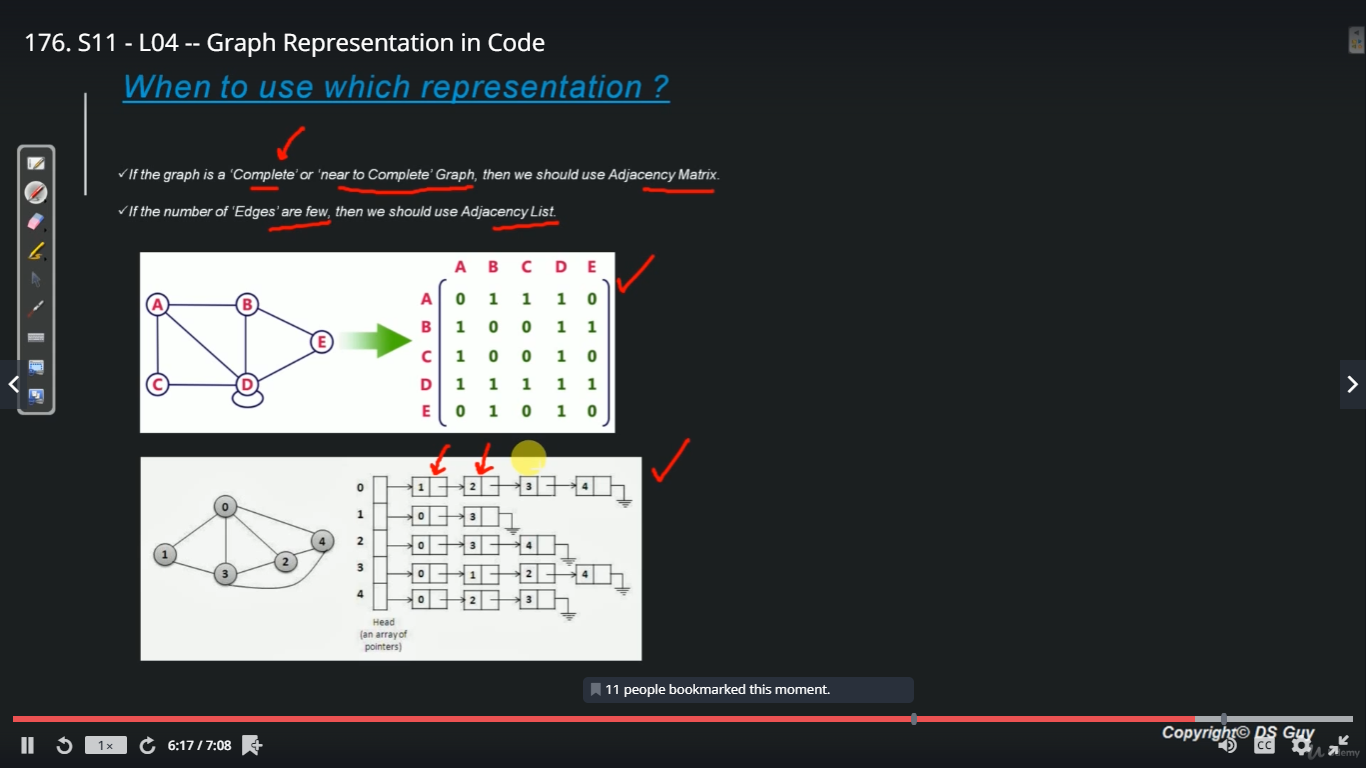 176. S11 - L04 -- Graph Representation in Code
When to use which representation ?
✓If the graph is a 'Complete' or 'near to Complete' Graph, then we should use Adjacency Matrix.
✓If the number of 'Edges' are few, then we should use Adjacency List.
A B C D E
A 0 1 1 1 0
B 1 0 0 1 1
C 1 0 0 1 0
D 1 1 1 1 1
E 0 1 0 1 0
A B
E
C D
0
4
1 2
3
0 1 2 3 4
1 0 3
2 0 3 4
3 0 1 2 4
4 0 2 3
Head
(an array of
pointers)
11 people bookmarked this moment.
Copyright© DS Guy
1x 6:17 / 7:08 CC